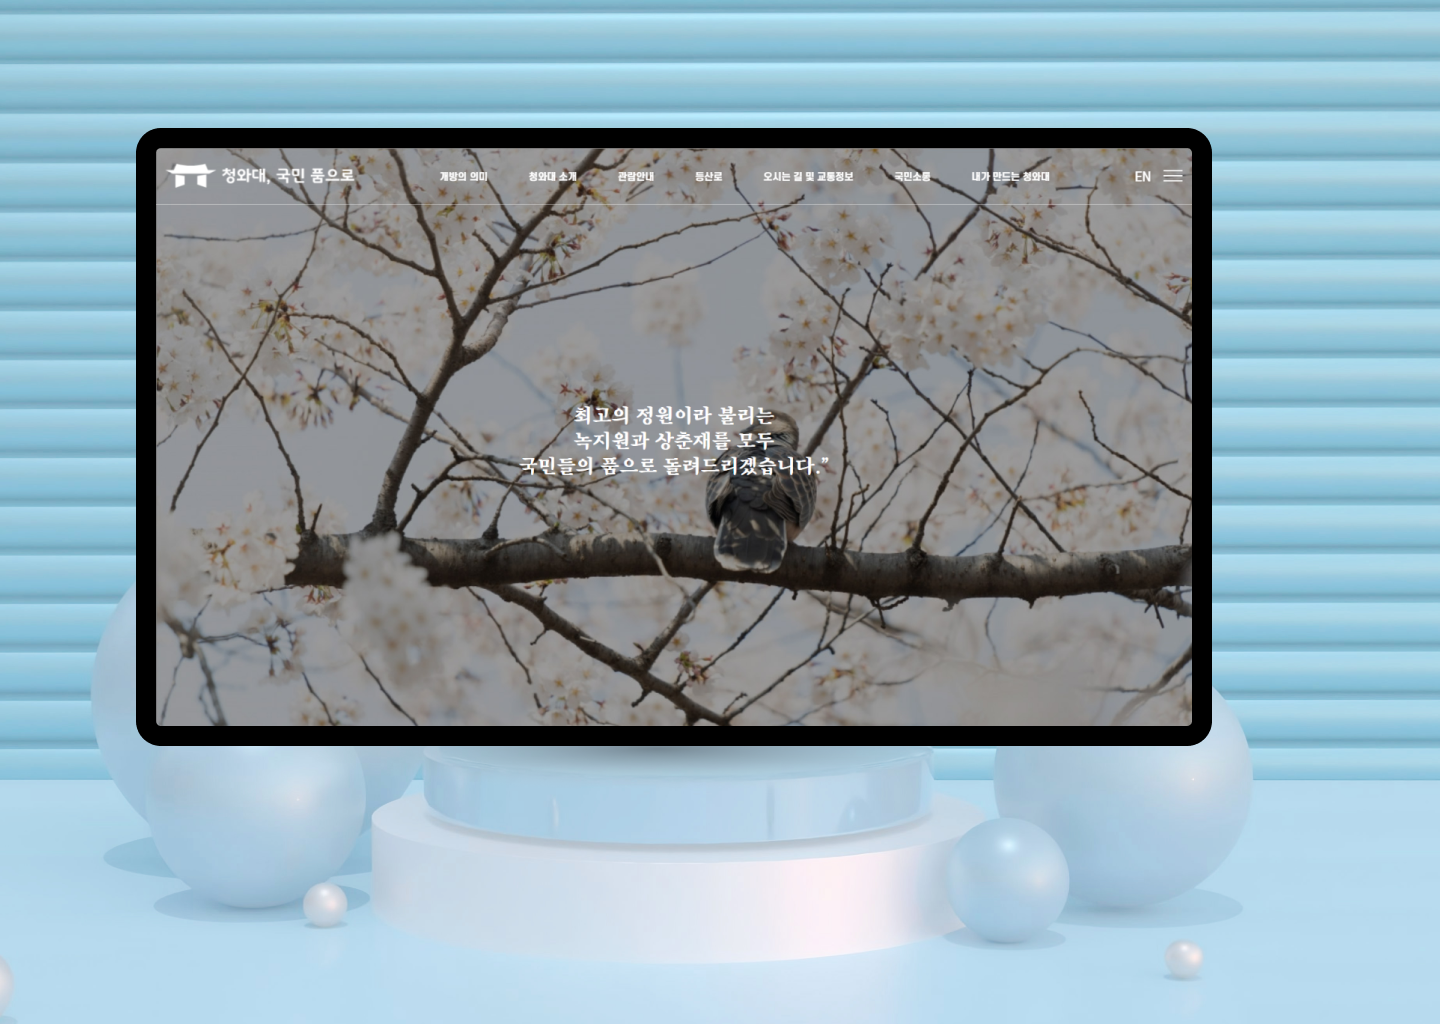 청와대, 국민 품으로
개방의 의미 청와대 소개 관람안내 등산로 오시는 길 및 교통정보 국민소통 내가 만드는 청와대 EN
최고의 정원이라 불리는
녹지원과 상춘재를 모두
국민들의 품으로 돌려드리겠습니다.”